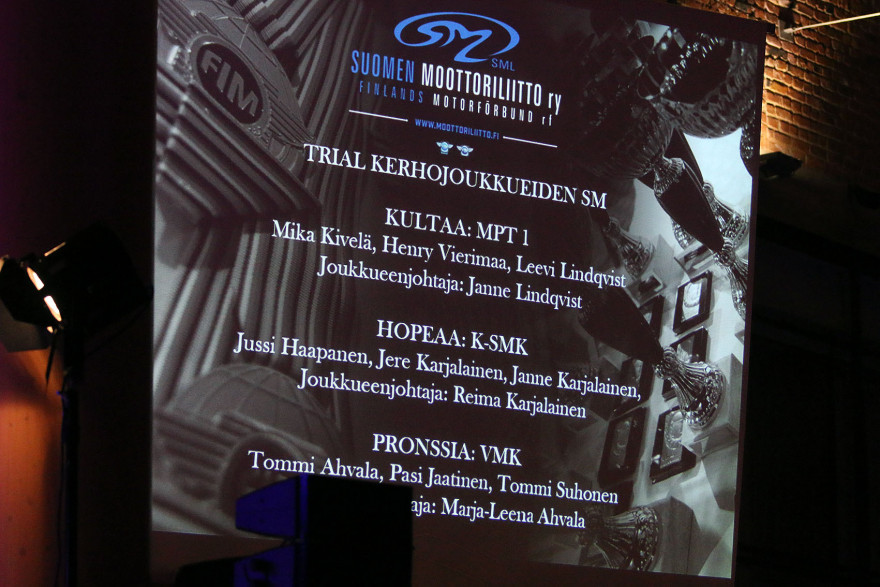 FIM
SML
SUOMEN MOOTTORILIITTO ry
FINLANDS MOTORFÖRBUND rf
WWW.MOOTTORILIITTO.FI
TRIAL KERHOJOUKKUEIDEN SM
KULTAA: MPT 1
Mika Kivelä, Henry Vierimaa, Leevi Lindqvist
Joukkueenjohtaja: Janne Lindqvist
HOPEAA: K-SMK
Jussi Haapanen, Jere Karjalainen, Janne Karjalainen,
Joukkueenjohtaja: Reima Karjalainen
PRONSSIA: VMK
Tommi Ahvala, Pasi Jaatinen, Tommi Suhonen
aja: Marja-Leena Ahvala